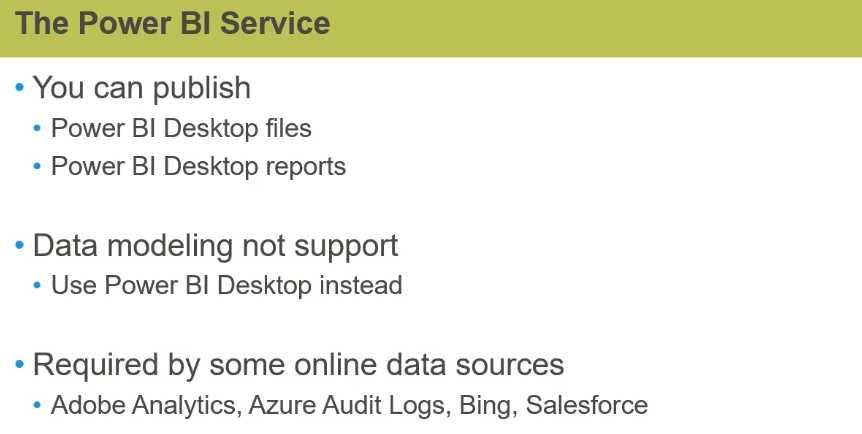 The Power BI Service
• You can publish
• Power BI Desktop files
• Power BI Desktop reports
• Data modeling not support
• Use Power BI Desktop instead
• Required by some online data sources
• Adobe Analytics, Azure Audit Logs, Bing, Salesforce